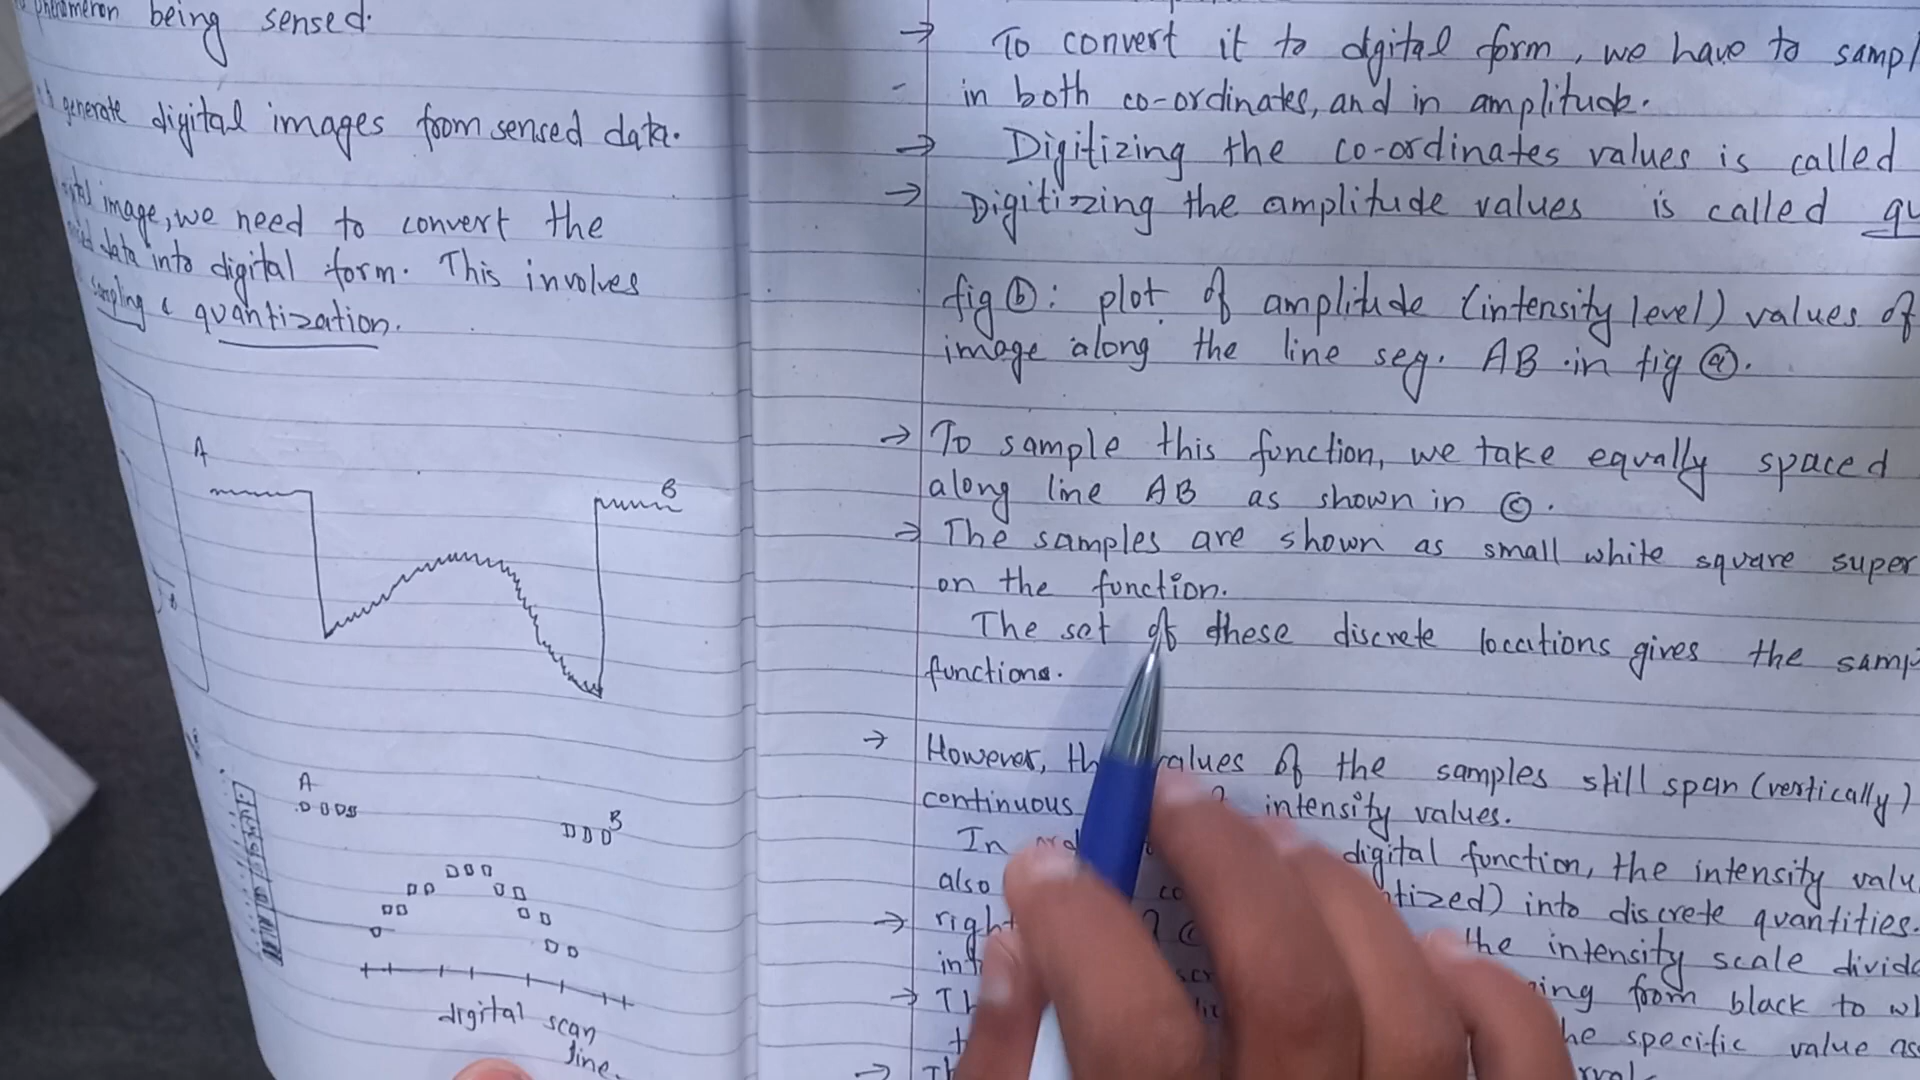 phenomenon being sensed.
generate digital images from sensed data.
image, we need to convert the
data into digital form. This involves
sampling & quantization.
A
B
A
B
digital scan
line.
→ To convert it to digital form, we have to sampl
in both co-ordinates, and in amplitude.
→ Digitizing the co-ordinates values is called
→ Digitizing the amplitude values is called qu
fig ⓑ: plot of amplitude (intensity level) values of
image along the line seg. AB in fig ⓐ.
→ To sample this function, we take equally spaced
along line AB as shown in ⓒ.
→ The samples are shown as small white square super
on the function.
The set of these discrete locations gives the samp
functions.
→ However, the values of the samples still span (vertically)
continuous intensity values.
In digital function, the intensity valu
also into discrete quantities.
→ right the intensity scale divid
from black to wh
→ Th he specific value as
→ Th